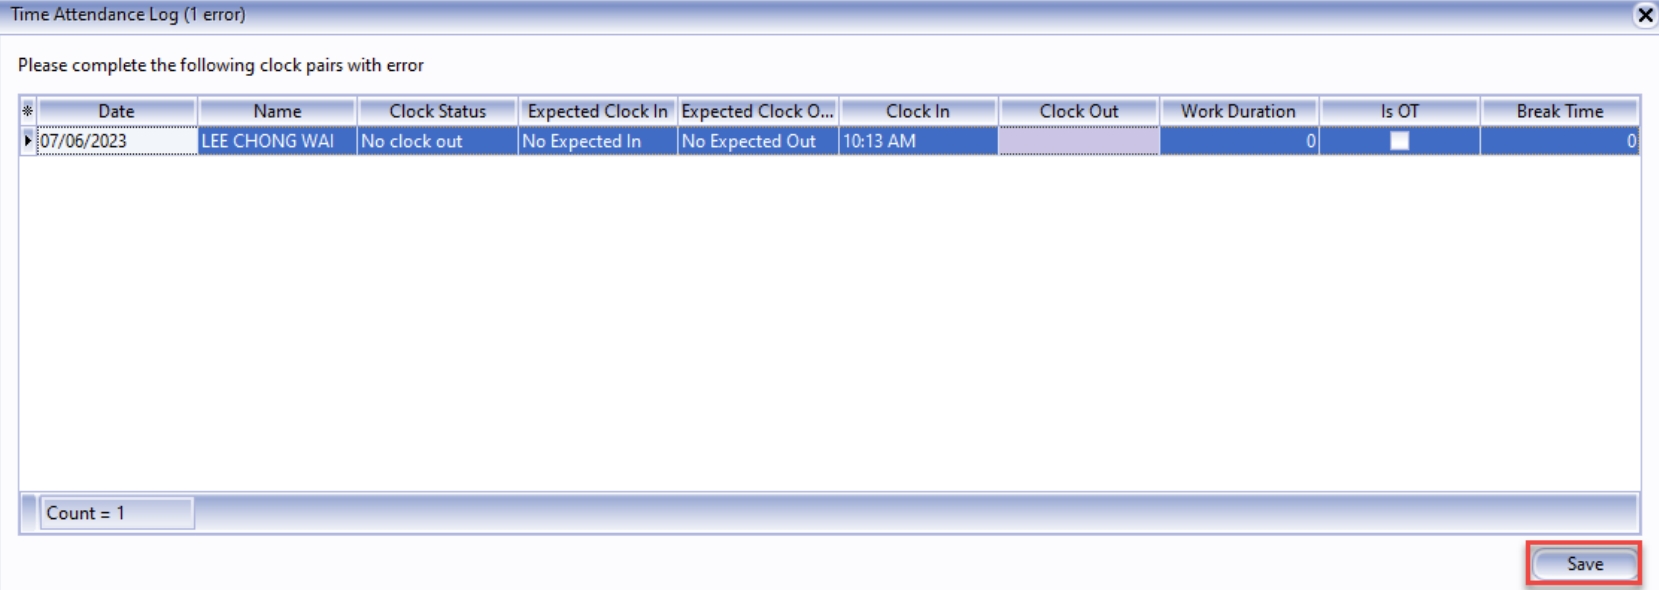 Time Attendance Log (1 error)
Please complete the following clock pairs with error
Date Name Clock Status Expected Clock In Expected Clock O... Clock In Clock Out Work Duration Is OT Break Time
07/06/2023 LEE CHONG WAI No clock out No Expected In No Expected Out 10:13 AM 0 0
Count = 1
Save